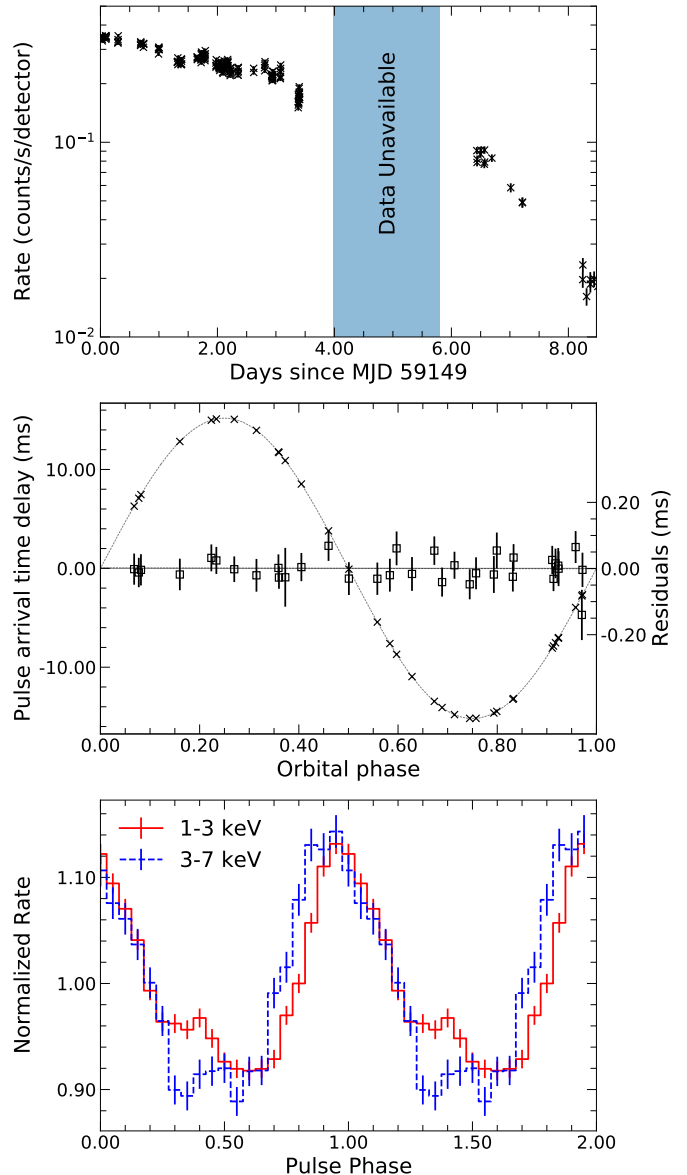 Rate (counts/s/detector)
10⁻¹
10⁻²
Data Unavailable
0.00 2.00 4.00 6.00 8.00
Days since MJD 59149
Pulse arrival time delay (ms)
10.00
0.00
-10.00
0.20
0.00
-0.20
Residuals (ms)
0.00 0.20 0.40 0.60 0.80 1.00
Orbital phase
Normalized Rate
1.10
1.00
0.90
1-3 keV
3-7 keV
0.00 0.50 1.00 1.50 2.00
Pulse Phase